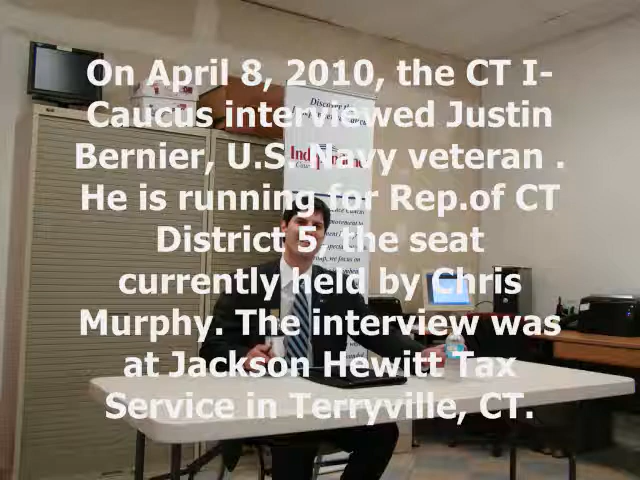 On April 8, 2010, the CT I-
Caucus interviewed Justin
Bernier, U.S. Navy veteran .
He is running for Rep.of CT
District 5, the seat
currently held by Chris
Murphy. The interview was
at Jackson Hewitt Tax
Service in Terryville, CT.
Discover the